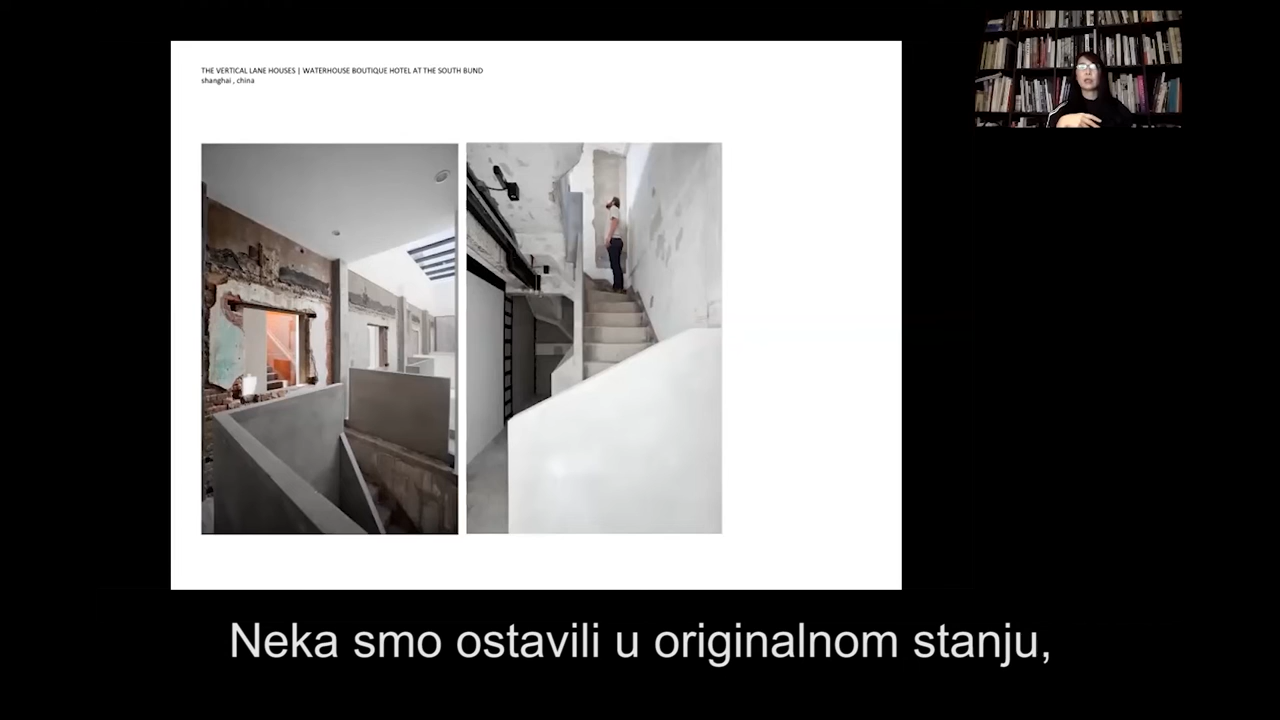 THE VERTICAL LANE HOUSES | WATERHOUSE BOUTIQUE HOTEL AT THE SOUTH BUND
shanghai , china
Neka smo ostavili u originalnom stanju,